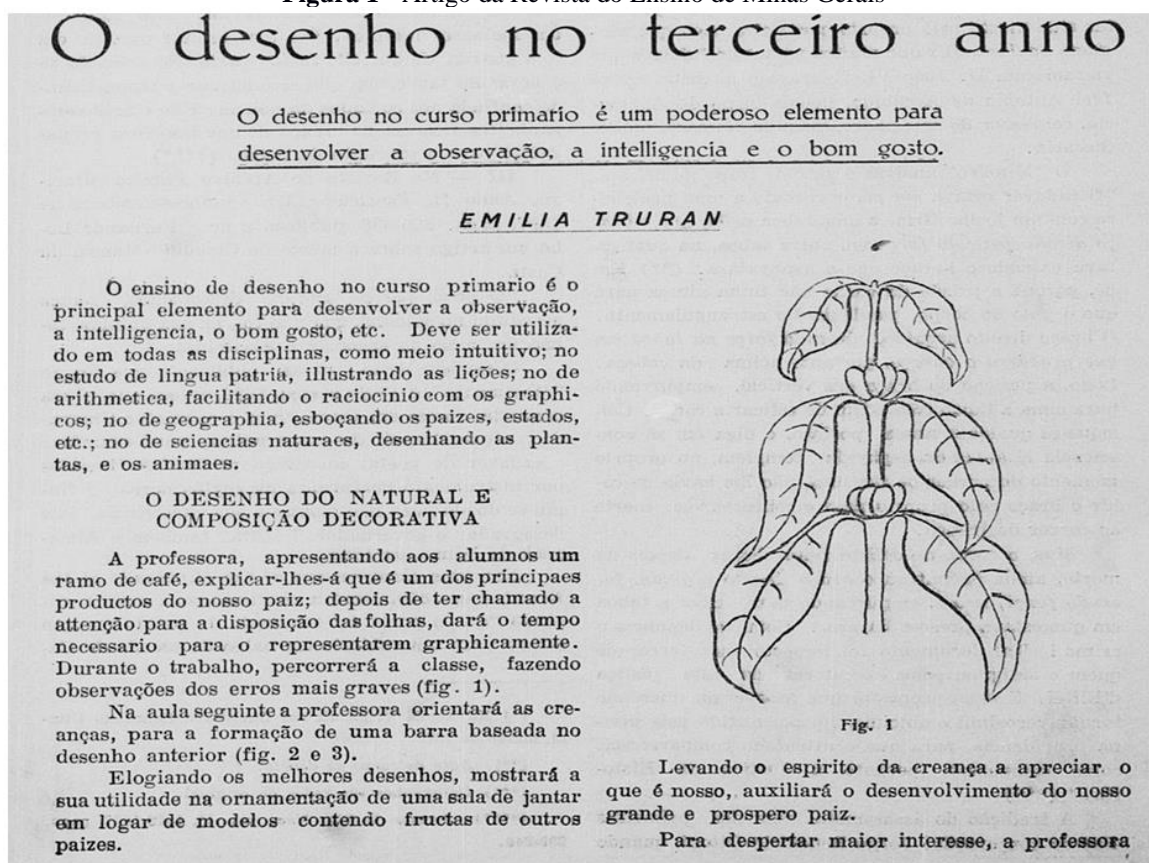 Figura 1 - Artigo da Revista do Ensino de Minas Gerais
O desenho no terceiro anno
O desenho no curso primario é um poderoso elemento para
desenvolver a observação, a intelligencia e o bom gosto.
EMILIA TRURAN
O ensino de desenho no curso primario é o
principal elemento para desenvolver a observação,
a intelligencia, o bom gosto, etc. Deve ser utiliza-
do em todas as disciplinas, como meio intuitivo; no
estudo de lingua patria, illustrando as lições; no de
arithmetica, facilitando o raciocinio com os graphi-
cos; no de geographia, esboçando os paizes, estados,
etc.; no de sciencias naturaes, desenhando as plan-
tas, e os animaes.
O DESENHO DO NATURAL E
COMPOSIÇÃO DECORATIVA
A professora, apresentando aos alumnos um
ramo de café, explicar-lhes-á que é um dos principaes
productos do nosso paiz; depois de ter chamado a
attenção para a disposição das folhas, dará o tempo
necessario para o representarem graphicamente.
Durante o trabalho, percorrerá a classe, fazendo
observações dos erros mais graves (fig. 1).
Na aula seguinte a professora orientará as cre-
anças, para a formação de uma barra baseada no
desenho anterior (fig. 2 e 3).
Elogiando os melhores desenhos, mostrará a
sua utilidade na ornamentação de uma sala de jantar
em logar de modelos contendo fructas de outros
paizes.
Fig. 1
Levando o espirito da creança a apreciar o
que é nosso, auxiliará o desenvolvimento do nosso
grande e prospero paiz.
Para despertar maior interesse, a professora